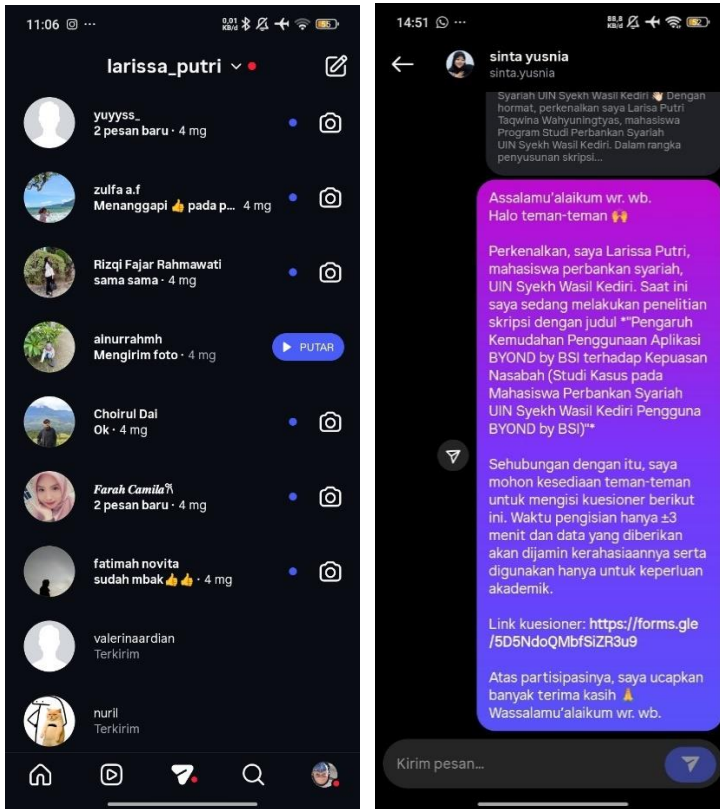 11:06
0,01
KB/d
55
larissa_putri
yuyyss_
2 pesan baru · 4 mg
zulfa a.f
Menanggapi 👍 pada p... 4 mg
Rizqi Fajar Rahmawati
sama sama · 4 mg
ainurrahmh
Mengirim foto · 4 mg
PUTAR
Choirul Dai
Ok · 4 mg
Farah Camila
2 pesan baru · 4 mg
fatimah novita
sudah mbak👍👍 · 4 mg
valerinaardian
Terkirim
nuril
Terkirim
14:51
88,8
KB/d
52
sinta yusnia
sinta.yusnia
Syariah UIN Syekh Wasil Kediri 👋🏻 Dengan
hormat, perkenalkan saya Larisa Putri
Taqwina Wahyuningtyas, mahasiswa
Program Studi Perbankan Syariah
UIN Syekh Wasil Kediri. Dalam rangka
penyusunan skripsi...
Assalamu'alaikum wr. wb.
Halo teman-teman 🙌
Perkenalkan, saya Larissa Putri,
mahasiswa perbankan syariah,
UIN Syekh Wasil Kediri. Saat ini
saya sedang melakukan penelitian
skripsi dengan judul *"Pengaruh
Kemudahan Penggunaan Aplikasi
BYOND by BSI terhadap Kepuasan
Nasabah (Studi Kasus pada
Mahasiswa Perbankan Syariah
UIN Syekh Wasil Kediri Pengguna
BYOND by BSI)"*
Sehubungan dengan itu, saya
mohon kesediaan teman-teman
untuk mengisi kuesioner berikut
ini. Waktu pengisian hanya ±3
menit dan data yang diberikan
akan dijamin kerahasiaannya serta
digunakan hanya untuk keperluan
akademik.
Link kuesioner: https://forms.gle
/5D5NdoQMbfSiZR3u9
Atas partisipasinya, saya ucapkan
banyak terima kasih 🙏
Wassalamu'alaikum wr. wb.
Kirim pesan...